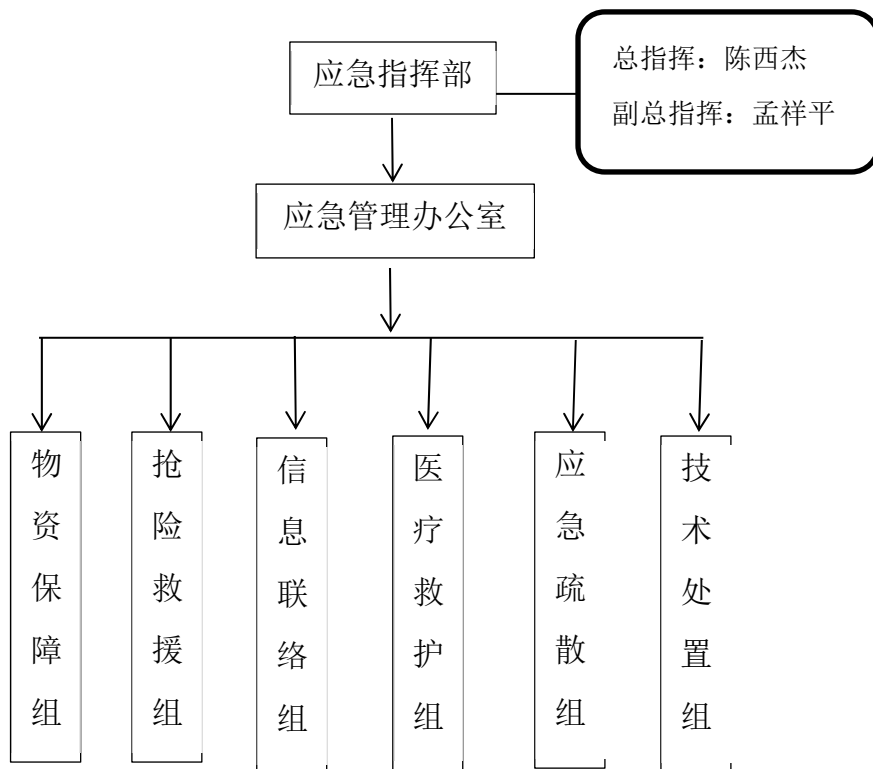 应急指挥部
总指挥：陈西杰
副总指挥：孟祥平
应急管理办公室
物资保障组
抢险救援组
信息联络组
医疗救护组
应急疏散组
技术处置组